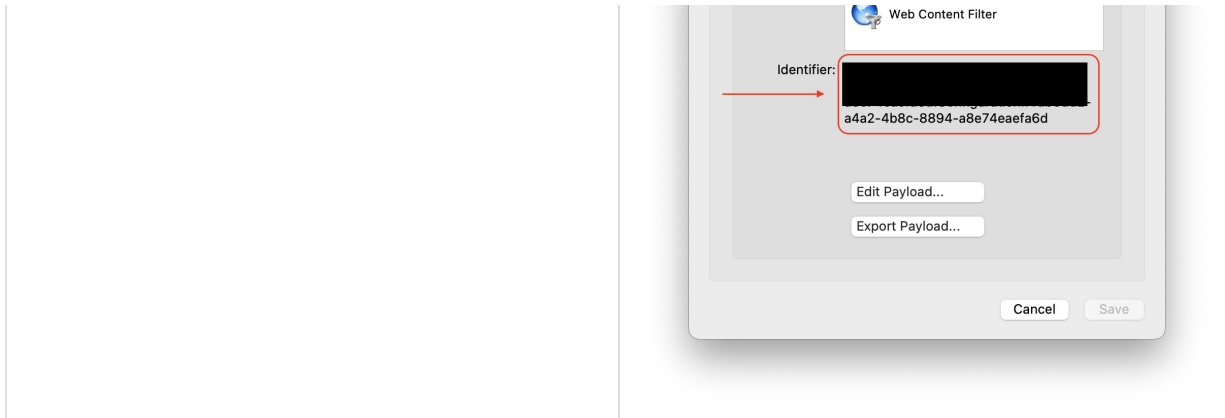 Web Content Filter
Identifier:
a4a2-4b8c-8894-a8e74eaefa6d
Edit Payload...
Export Payload...
Cancel
Save